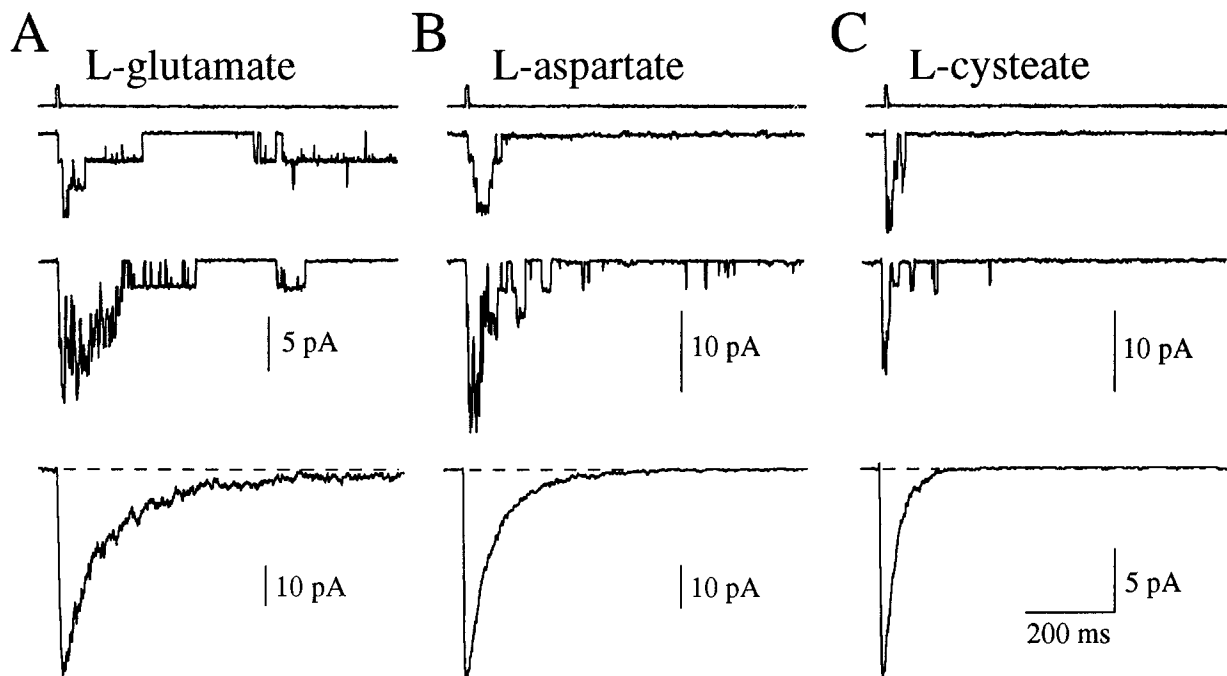 A
L-glutamate
B
L-aspartate
C
L-cysteate
5 pA
10 pA
10 pA
10 pA
10 pA
5 pA
200 ms